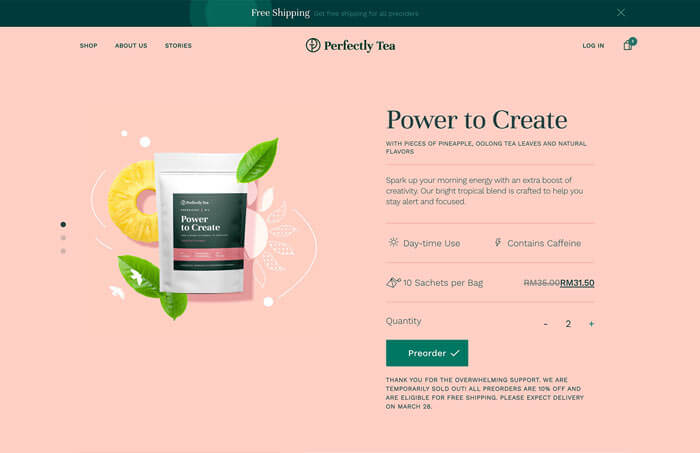 Free Shipping Get free shipping for all preorders
SHOP ABOUT US STORIES
Perfectly Tea
LOG IN
Power to Create
WITH PIECES OF PINEAPPLE, OOLONG TEA LEAVES AND NATURAL
FLAVORS
Spark up your morning energy with an extra boost of
creativity. Our bright tropical blend is crafted to help you
stay alert and focused.
Day-time Use
Contains Caffeine
10 Sachets per Bag
RM35.00RM31.50
Quantity
- 2 +
Preorder
THANK YOU FOR THE OVERWHELMING SUPPORT. WE ARE
TEMPORARILY SOLD OUT! ALL PREORDERS ARE 10% OFF AND
ARE ELIGIBLE FOR FREE SHIPPING. PLEASE EXPECT DELIVERY
ON MARCH 28.
Perfectly Tea
Power
to Create